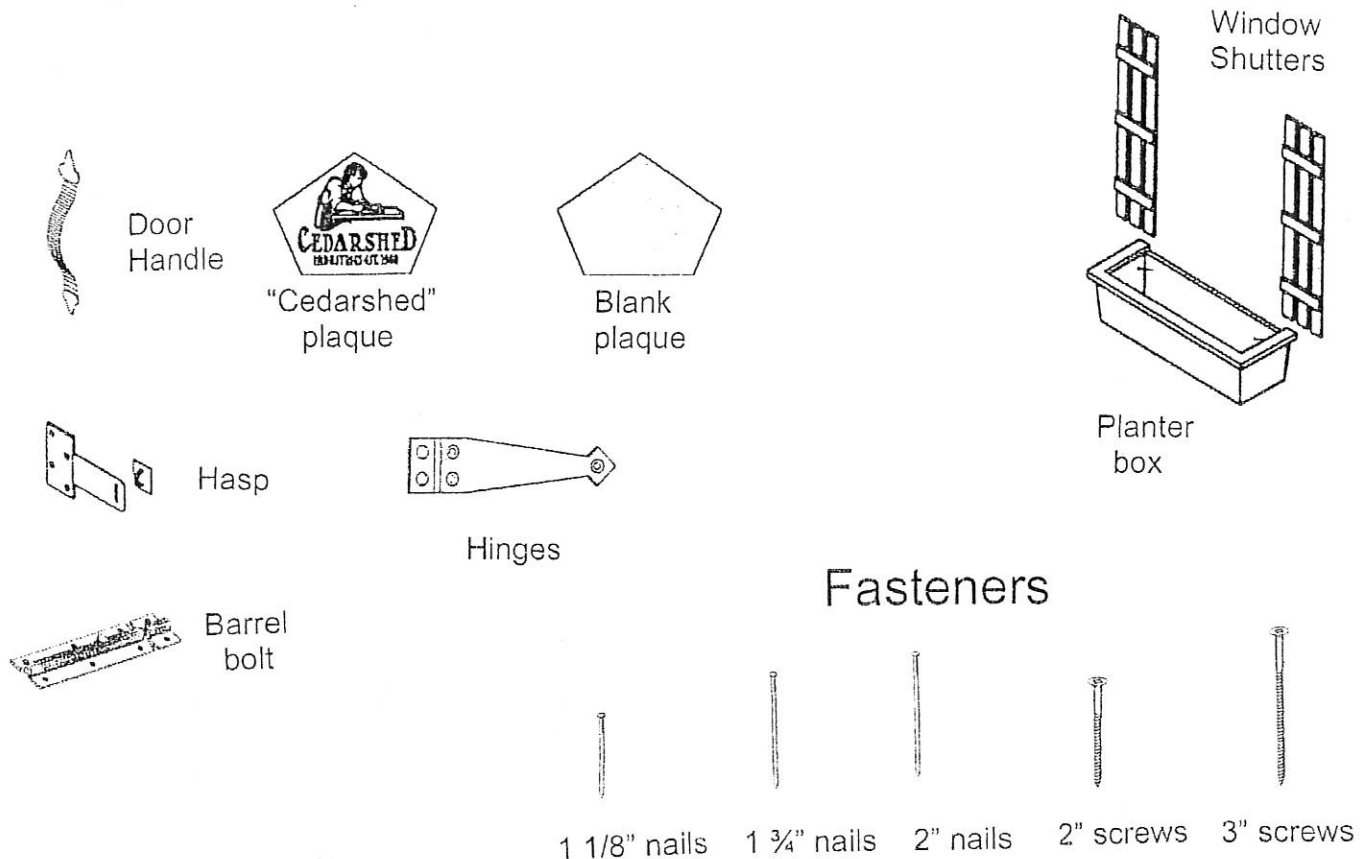 Window
Shutters
Door
Handle
CEDARSHED
"Cedarshed"
plaque
Blank
plaque
Planter
box
Hasp
Hinges
Fasteners
Barrel
bolt
1 1/8" nails
1 ¾" nails
2" nails
2" screws
3" screws